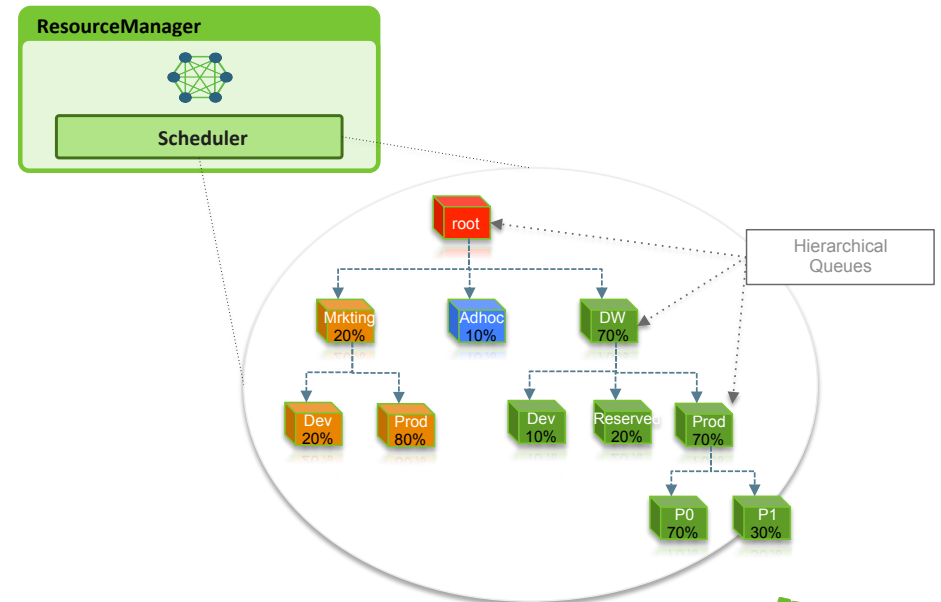 ResourceManager
Scheduler
root
Hierarchical
Queues
Mrkting
20%
Adhoc
10%
DW
70%
Dev
20%
Prod
80%
Dev
10%
Reserved
20%
Prod
70%
P0
70%
P1
30%